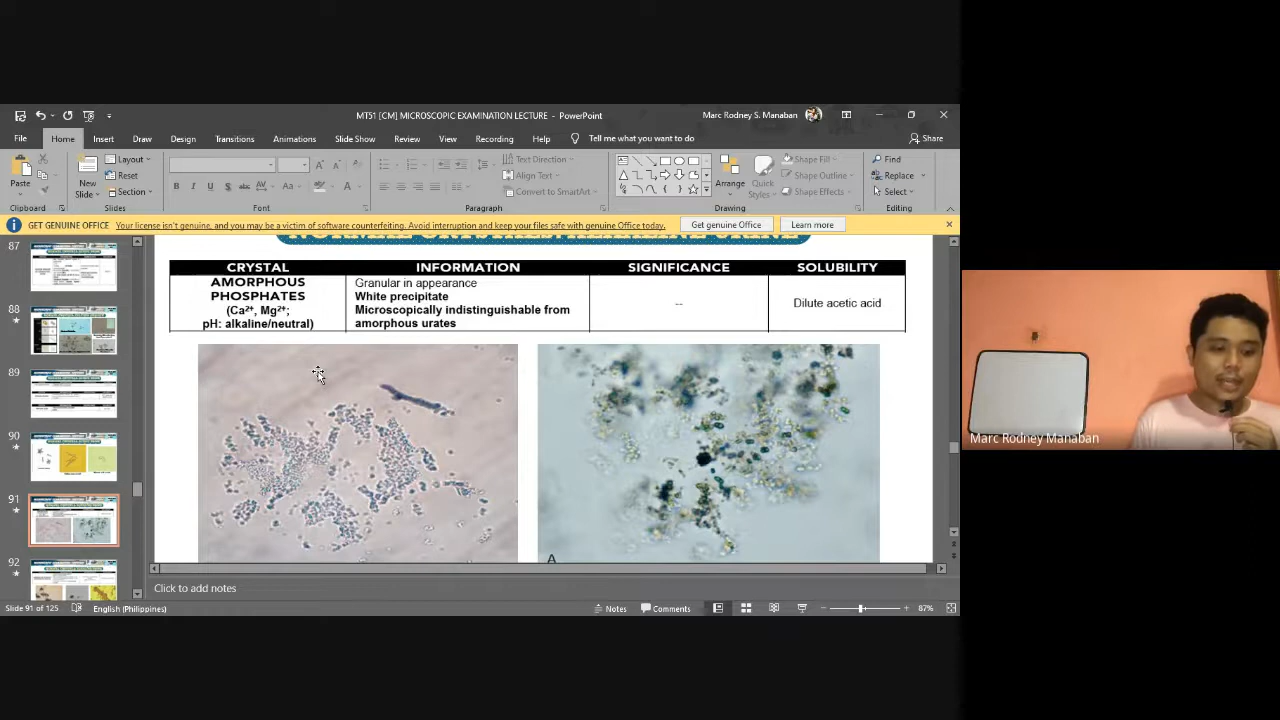 MT51 [CM] MICROSCOPIC EXAMINATION LECTURE - PowerPoint
Marc Rodney S. Manaban
File Home Insert Draw Design Transitions Animations Slide Show Review View Recording Help Tell me what you want to do Share
Paste
New
Slide
Layout
Reset
Section
B I U S abc AV Aa A
Text Direction
Align Text
Convert to SmartArt
Arrange
Quick
Styles
Shape Fill
Shape Outline
Shape Effects
Find
Replace
Select
Clipboard Slides Font Paragraph Drawing Editing
GET GENUINE OFFICE Your license isn't genuine, and you may be a victim of software counterfeiting. Avoid interruption and keep your files safe with genuine Office today. Get genuine Office Learn more
87
88
89
90
91
92
CRYSTAL INFORMATION SIGNIFICANCE SOLUBILITY
AMORPHOUS
PHOSPHATES
(Ca²⁺, Mg²⁺;
pH: alkaline/neutral)
Granular in appearance
White precipitate
Microscopically indistinguishable from
amorphous urates
--
Dilute acetic acid
A
Click to add notes
Slide 91 of 125 English (Philippines) Notes Comments 87%
Marc Rodney Manaban